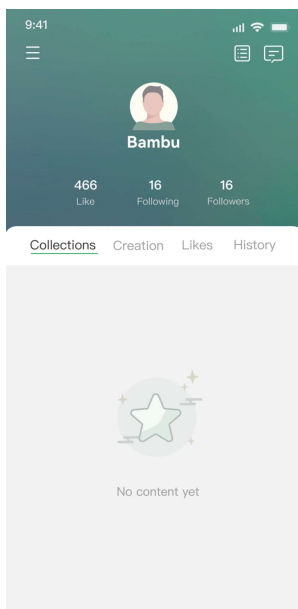 9:41
Bambu
466 16 16
Like Following Followers
Collections Creation Likes History
No content yet